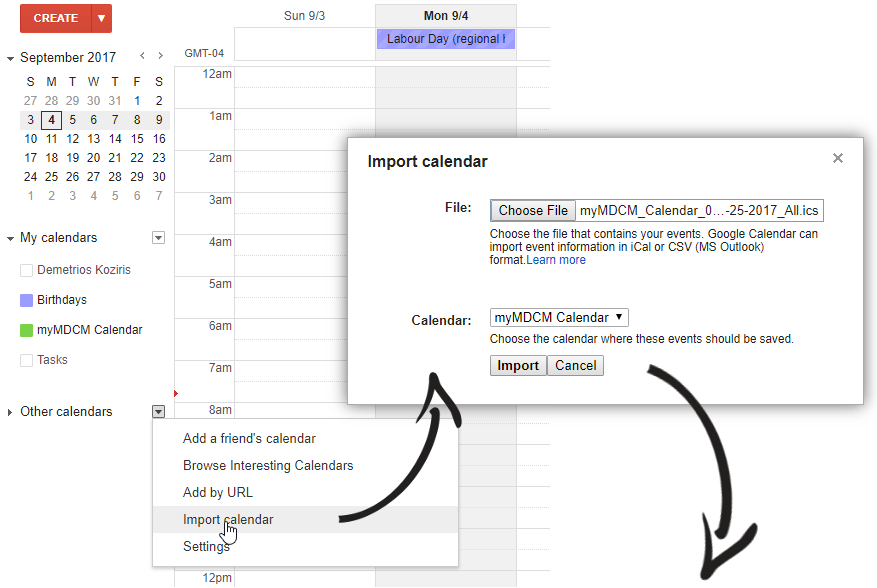 CREATE
Sun 9/3
Mon 9/4
GMT-04
Labour Day (regional h
September 2017
S M T W T F S
27 28 29 30 31 1 2
3 4 5 6 7 8 9
10 11 12 13 14 15 16
17 18 19 20 21 22 23
24 25 26 27 28 29 30
1 2 3 4 5 6 7
My calendars
Demetrios Koziris
Birthdays
myMDCM Calendar
Tasks
Other calendars
12am
1am
2am
3am
4am
5am
6am
7am
8am
12pm
Add a friend's calendar
Browse Interesting Calendars
Add by URL
Import calendar
Settings
Import calendar
File:
Choose File myMDCM_Calendar_0...-25-2017_All.ics
Choose the file that contains your events. Google Calendar can
import event information in iCal or CSV (MS Outlook)
format.Learn more
Calendar:
myMDCM Calendar
Choose the calendar where these events should be saved.
Import Cancel